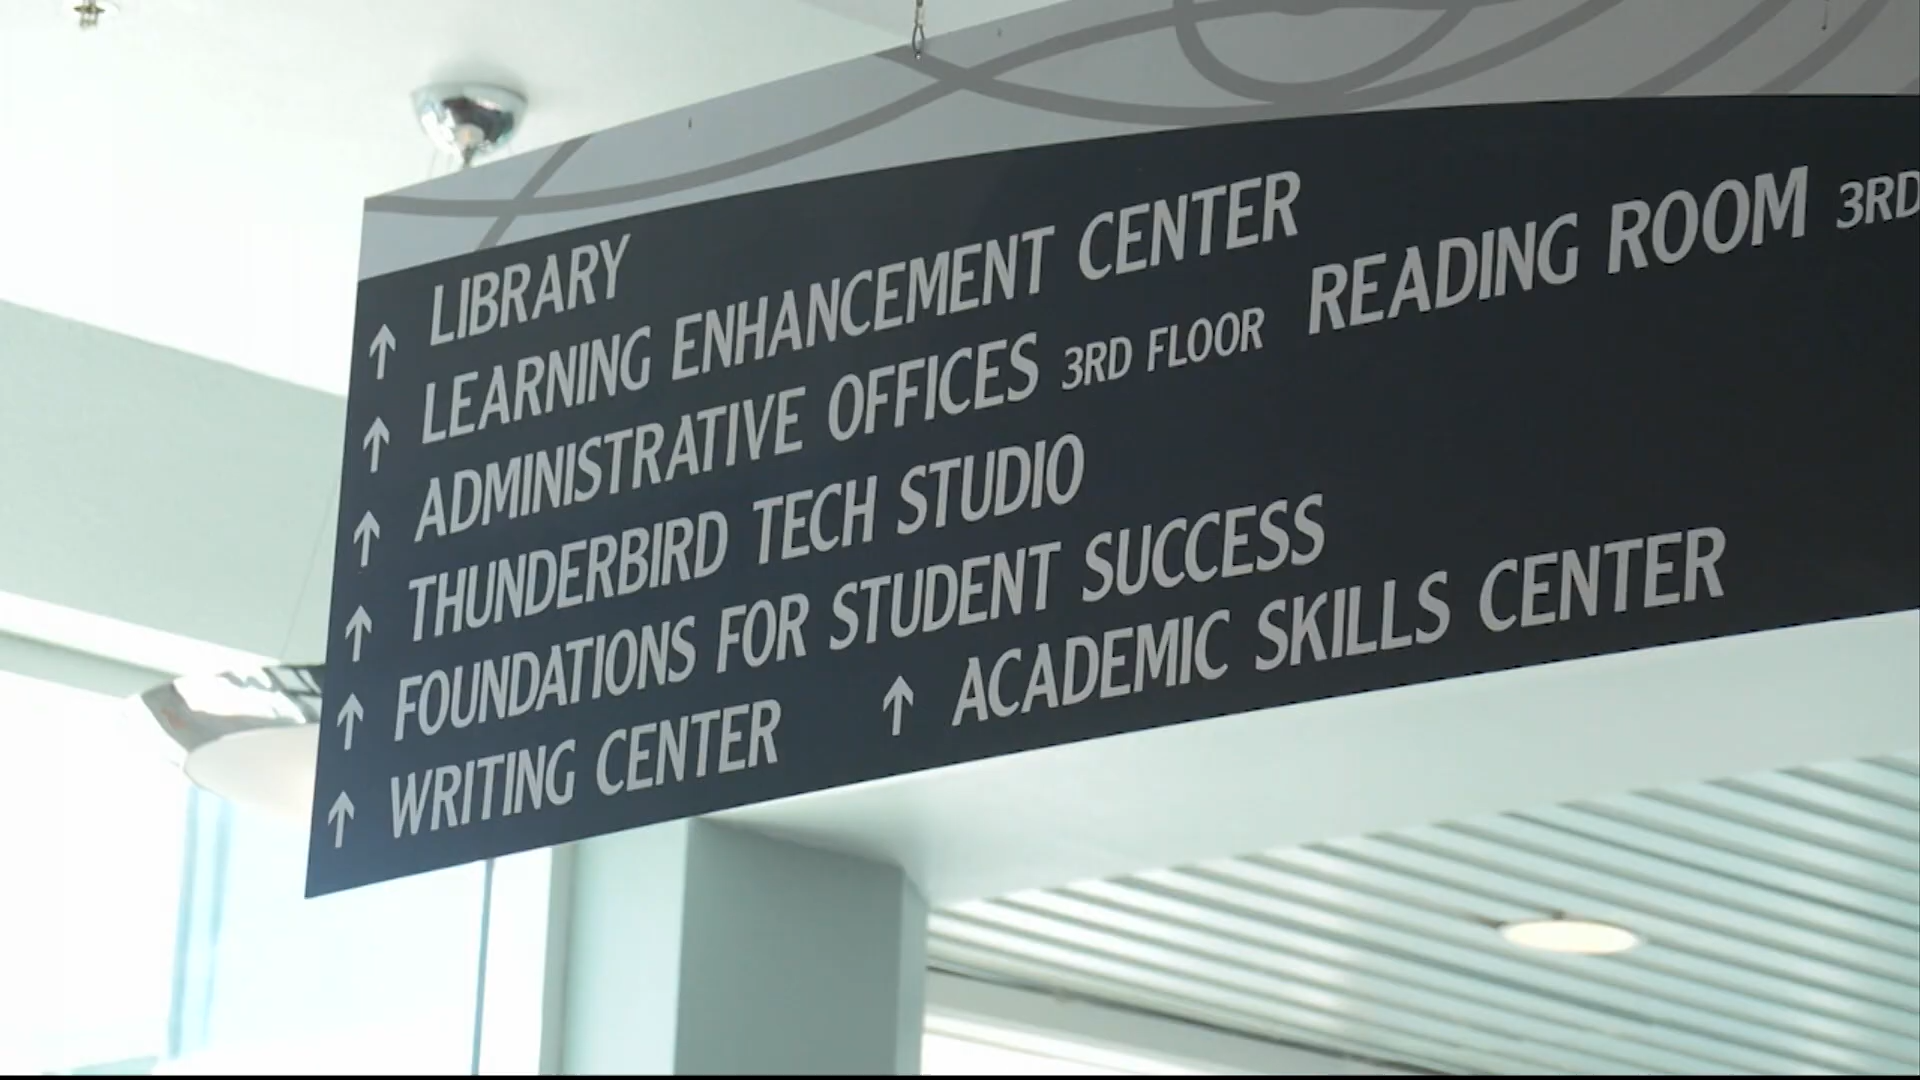 ↑ LIBRARY
↑ LEARNING ENHANCEMENT CENTER
↑ ADMINISTRATIVE OFFICES 3RD FLOOR READING ROOM 3RD
↑ THUNDERBIRD TECH STUDIO
↑ FOUNDATIONS FOR STUDENT SUCCESS
↑ WRITING CENTER ↑ ACADEMIC SKILLS CENTER